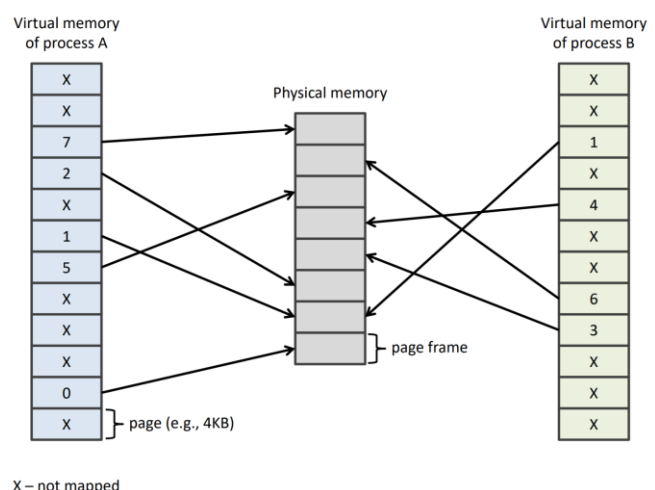 Virtual memory
of process A
X
X
7
2
X
1
5
X
X
X
0
X
page (e.g., 4KB)
Physical memory
page frame
Virtual memory
of process B
X
X
1
X
4
X
X
6
3
X
X
X
X – not mapped